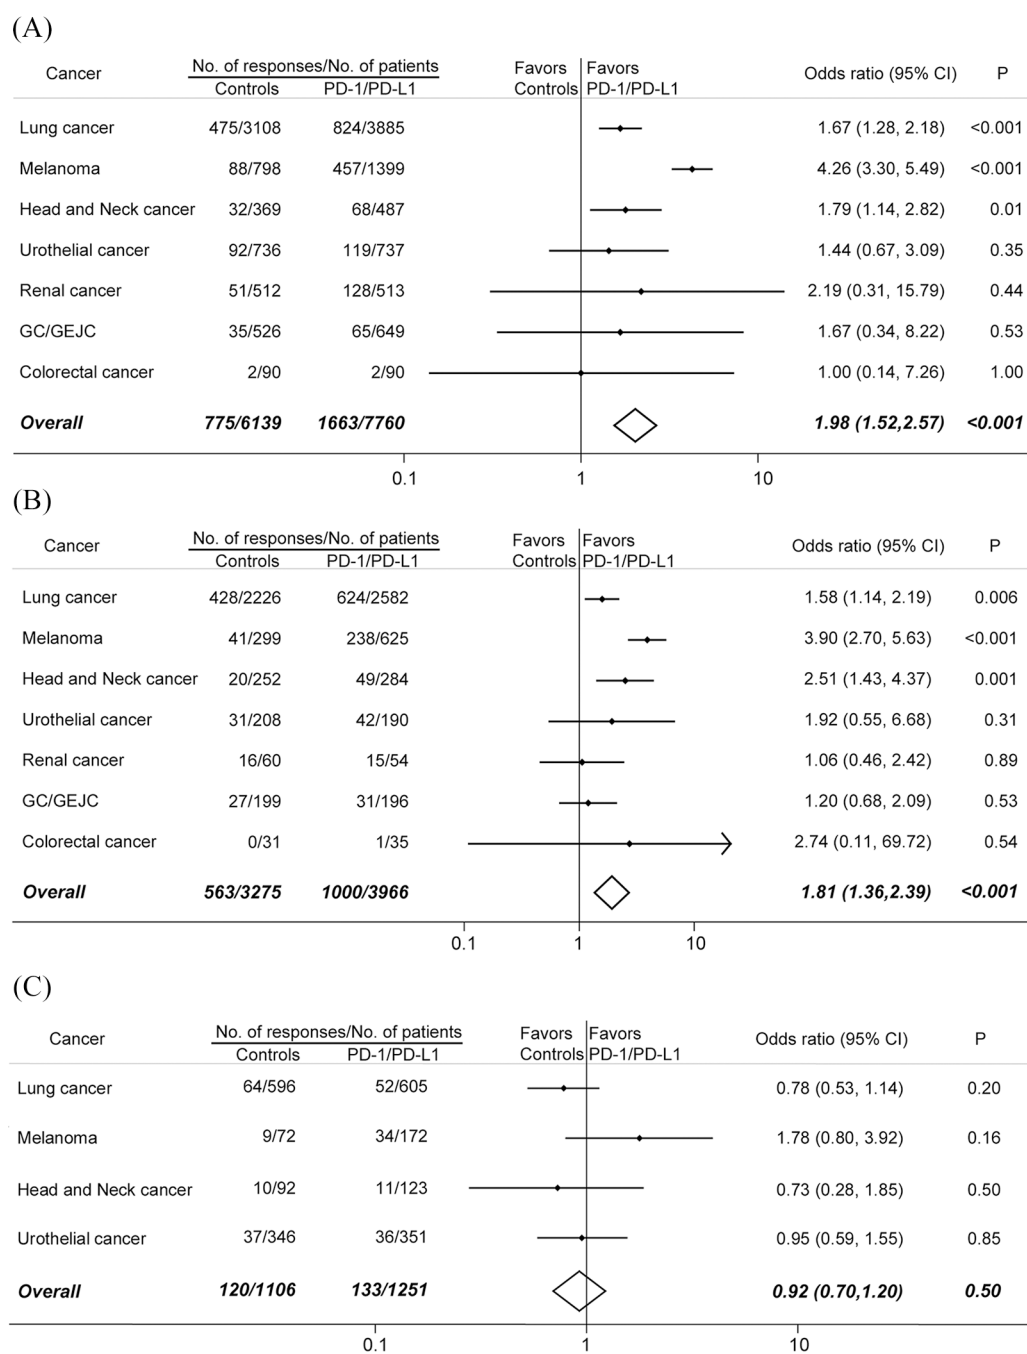 (A)
Cancer No. of responses/No. of patients Favors Favors Odds ratio (95% CI) P
Controls PD-1/PD-L1 Controls PD-1/PD-L1
Lung cancer 475/3108 824/3885 1.67 (1.28, 2.18) <0.001
Melanoma 88/798 457/1399 4.26 (3.30, 5.49) <0.001
Head and Neck cancer 32/369 68/487 1.79 (1.14, 2.82) 0.01
Urothelial cancer 92/736 119/737 1.44 (0.67, 3.09) 0.35
Renal cancer 51/512 128/513 2.19 (0.31, 15.79) 0.44
GC/GEJC 35/526 65/649 1.67 (0.34, 8.22) 0.53
Colorectal cancer 2/90 2/90 1.00 (0.14, 7.26) 1.00
Overall 775/6139 1663/7760 1.98 (1.52,2.57) <0.001
0.1 1 10
(B)
Cancer No. of responses/No. of patients Favors Favors Odds ratio (95% CI) P
Controls PD-1/PD-L1 Controls PD-1/PD-L1
Lung cancer 428/2226 624/2582 1.58 (1.14, 2.19) 0.006
Melanoma 41/299 238/625 3.90 (2.70, 5.63) <0.001
Head and Neck cancer 20/252 49/284 2.51 (1.43, 4.37) 0.001
Urothelial cancer 31/208 42/190 1.92 (0.55, 6.68) 0.31
Renal cancer 16/60 15/54 1.06 (0.46, 2.42) 0.89
GC/GEJC 27/199 31/196 1.20 (0.68, 2.09) 0.53
Colorectal cancer 0/31 1/35 2.74 (0.11, 69.72) 0.54
Overall 563/3275 1000/3966 1.81 (1.36,2.39) <0.001
0.1 1 10
(C)
Cancer No. of responses/No. of patients Favors Favors Odds ratio (95% CI) P
Controls PD-1/PD-L1 Controls PD-1/PD-L1
Lung cancer 64/596 52/605 0.78 (0.53, 1.14) 0.20
Melanoma 9/72 34/172 1.78 (0.80, 3.92) 0.16
Head and Neck cancer 10/92 11/123 0.73 (0.28, 1.85) 0.50
Urothelial cancer 37/346 36/351 0.95 (0.59, 1.55) 0.85
Overall 120/1106 133/1251 0.92 (0.70,1.20) 0.50
0.1 1 10